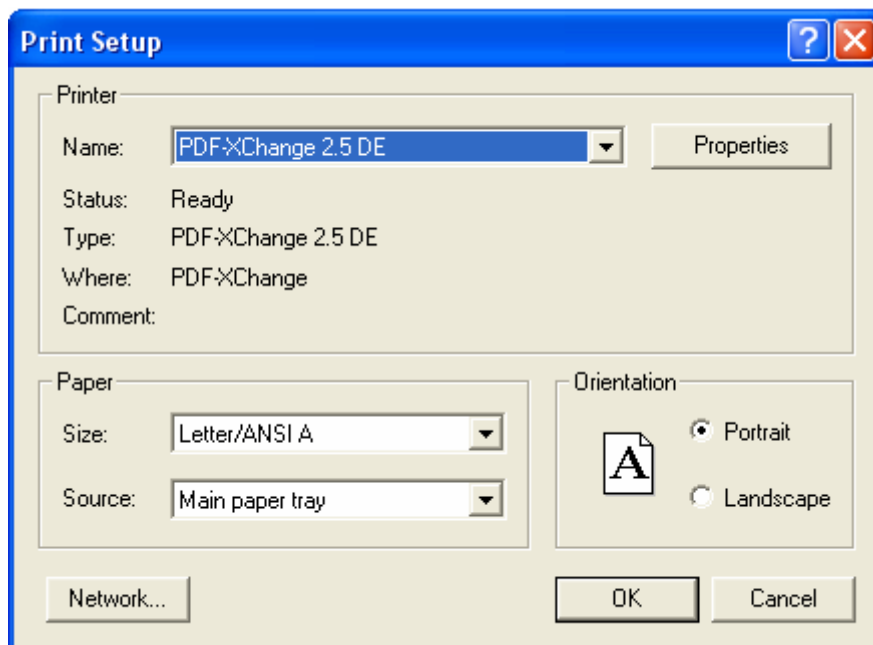 Print Setup
Printer
Name: PDF-XChange 2.5 DE Properties
Status: Ready
Type: PDF-XChange 2.5 DE
Where: PDF-XChange
Comment:
Paper
Size: Letter/ANSI A
Source: Main paper tray
Orientation
A
Portrait
Landscape
Network... OK Cancel